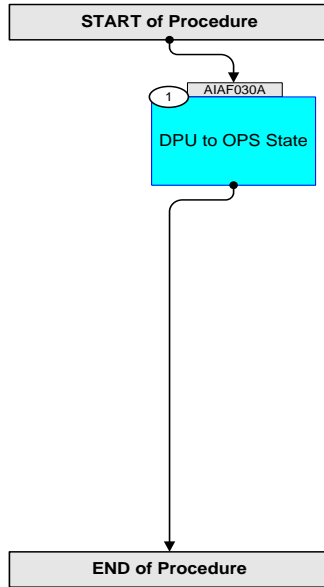 START of Procedure
AIAF030A
1
DPU to OPS State
END of Procedure